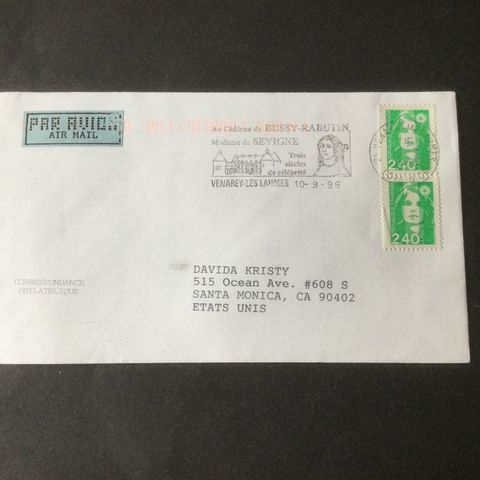 PAR AVION
AIR MAIL
Au Château de BUSSY-RABUTIN
Madame de SEVIGNE
Trois
siècles
de célébrité
VENAREY-LES LAUMES 10-9-96
2,40
2,40
DAVIDA KRISTY
515 Ocean Ave. #608 S
SANTA MONICA, CA 90402
ETATS UNIS
CORRESPONDANCE
PHILATELIQUE